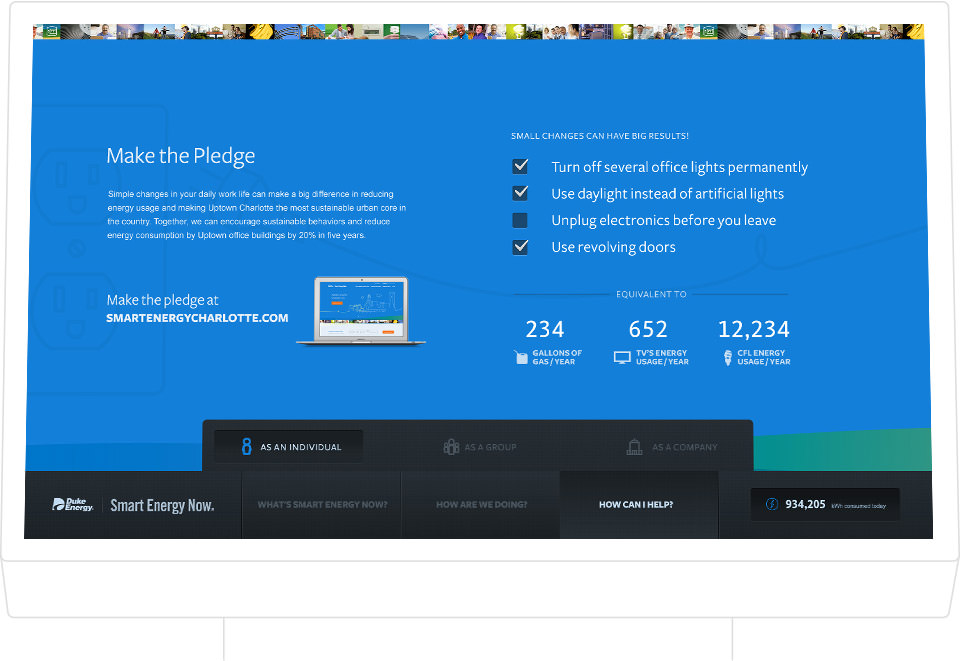 Make the Pledge
Simple changes in your daily work life can make a big difference in reducing
energy usage and making Uptown Charlotte the most sustainable urban core in
the country. Together, we can encourage sustainable behaviors and reduce
energy consumption by Uptown office buildings by 20% in five years.
Make the pledge at
SMARTENERGYCHARLOTTE.COM
SMALL CHANGES CAN HAVE BIG RESULTS!
Turn off several office lights permanently
Use daylight instead of artificial lights
Unplug electronics before you leave
Use revolving doors
EQUIVALENT TO
234
GALLONS OF
GAS / YEAR
652
TV'S ENERGY
USAGE / YEAR
12,234
CFL ENERGY
USAGE / YEAR
AS AN INDIVIDUAL
AS A GROUP
AS A COMPANY
Duke
Energy.
Smart Energy Now.
WHAT'S SMART ENERGY NOW?
HOW ARE WE DOING?
HOW CAN I HELP?
934,205 kWh consumed today